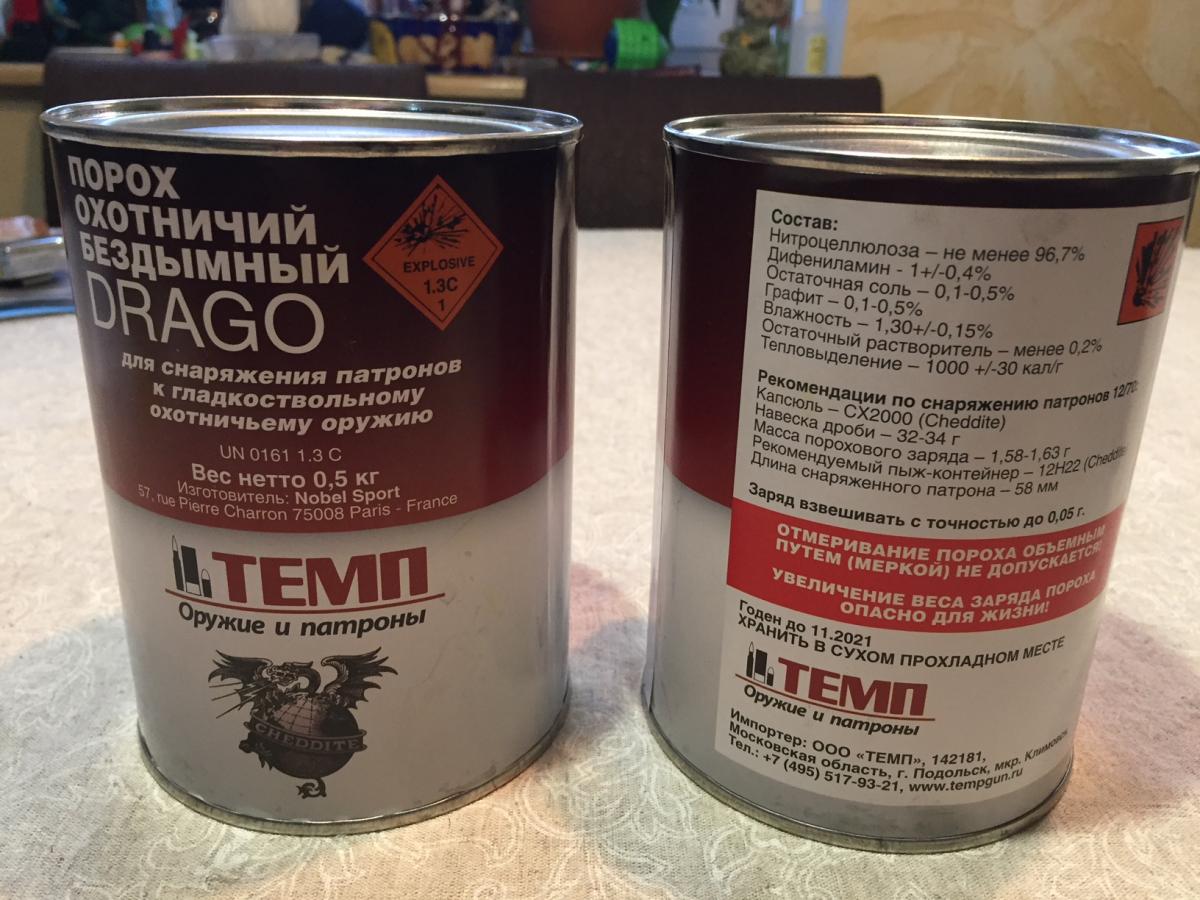 ПОРОХ
ОХОТНИЧИЙ
БЕЗДЫМНЫЙ
DRAGO
EXPLOSIVE
1.3C
1
для снаряжения патронов
к гладкоствольному
охотничьему оружию
UN 0161 1.3 C
Вес нетто 0,5 кг
Изготовитель: Nobel Sport
57, rue Pierre Charron 75008 Paris - France
ТЕМП
Оружие и патроны
CHEDDITE
Состав:
Нитроцеллюлоза – не менее 96,7%
Дифениламин - 1+/-0,4%
Остаточная соль – 0,1-0,5%
Графит – 0,1-0,5%
Влажность – 1,30+/-0,15%
Остаточный растворитель – менее 0,2%
Тепловыделение – 1000 +/-30 кал/г
Рекомендации по снаряжению патронов 12/70:
Капсюль – CX2000 (Cheddite)
Навеска дроби – 32-34 г
Масса порохового заряда – 1,58-1,63 г
Рекомендуемый пыж-контейнер – 12H22 (Cheddite
Длина снаряженного патрона – 58 мм
Заряд взвешивать с точностью до 0,05 г.
ОТМЕРИВАНИЕ ПОРОХА ОБЪЕМНЫМ
ПУТЕМ (МЕРКОЙ) НЕ ДОПУСКАЕТСЯ!
УВЕЛИЧЕНИЕ ВЕСА ЗАРЯДА ПОРОХА
ОПАСНО ДЛЯ ЖИЗНИ!
Годен до 11.2021
ХРАНИТЬ В СУХОМ ПРОХЛАДНОМ МЕСТЕ
ТЕМП
Оружие и патроны
Импортер: ООО «ТЕМП», 142181,
Московская область, г. Подольск, мкр. Климовск
Тел.: +7 (495) 517-93-21, www.tempgun.ru